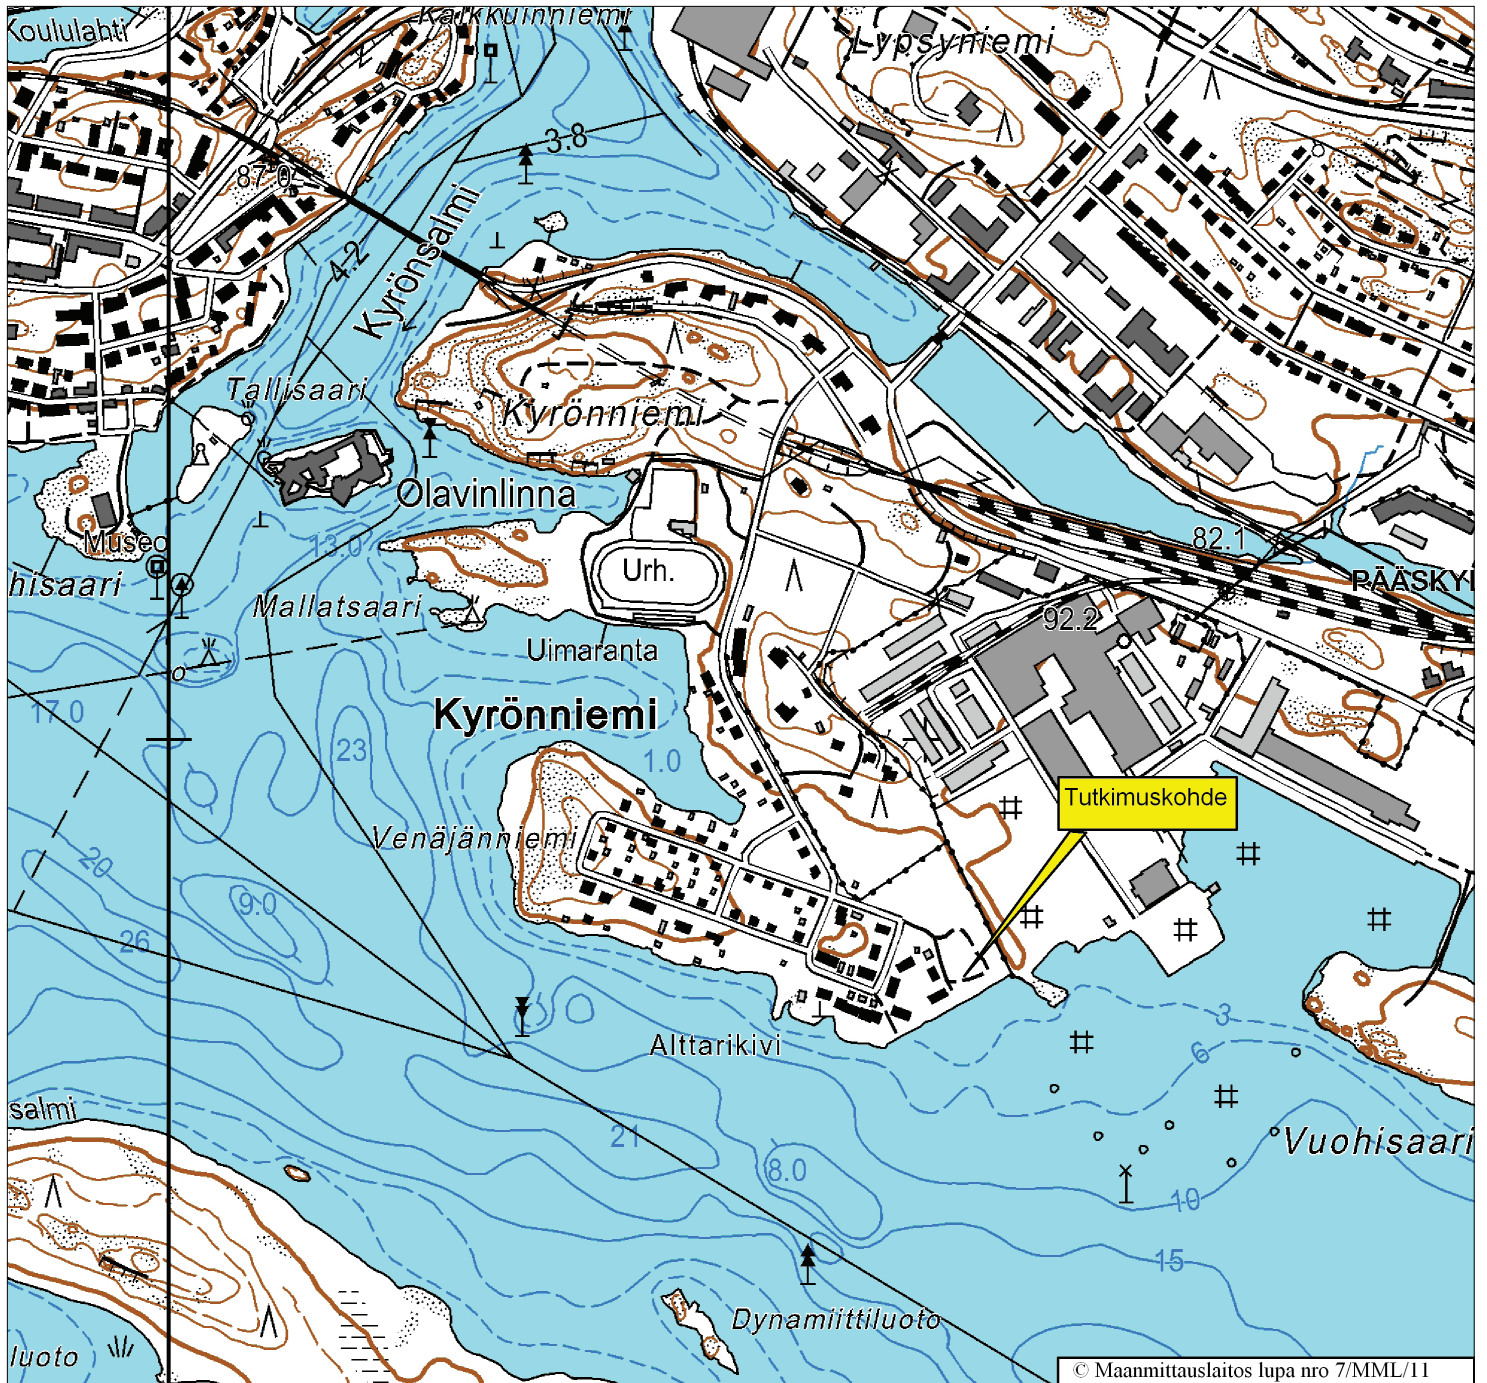 Koululahti
Kalkkuinniemi
Lypsyniemi
3.8
87.0
4.2
Kyrönsalmi
Tallisaari
Kyrönniemi
Olavinlinna
Museo
13.0
82.1
Urh.
hisaari
PÄÄSKYL
Mallatsaari
92.2
Uimaranta
17.0
Kyrönniemi
23
1.0
Tutkimuskohde
Venäjänniemi
20
9.0
26
3
Alttarikivi
6
salmi
21
Vuohisaari
8.0
10
15
Dynamiittiluoto
luoto
© Maanmittauslaitos lupa nro 7/MML/11